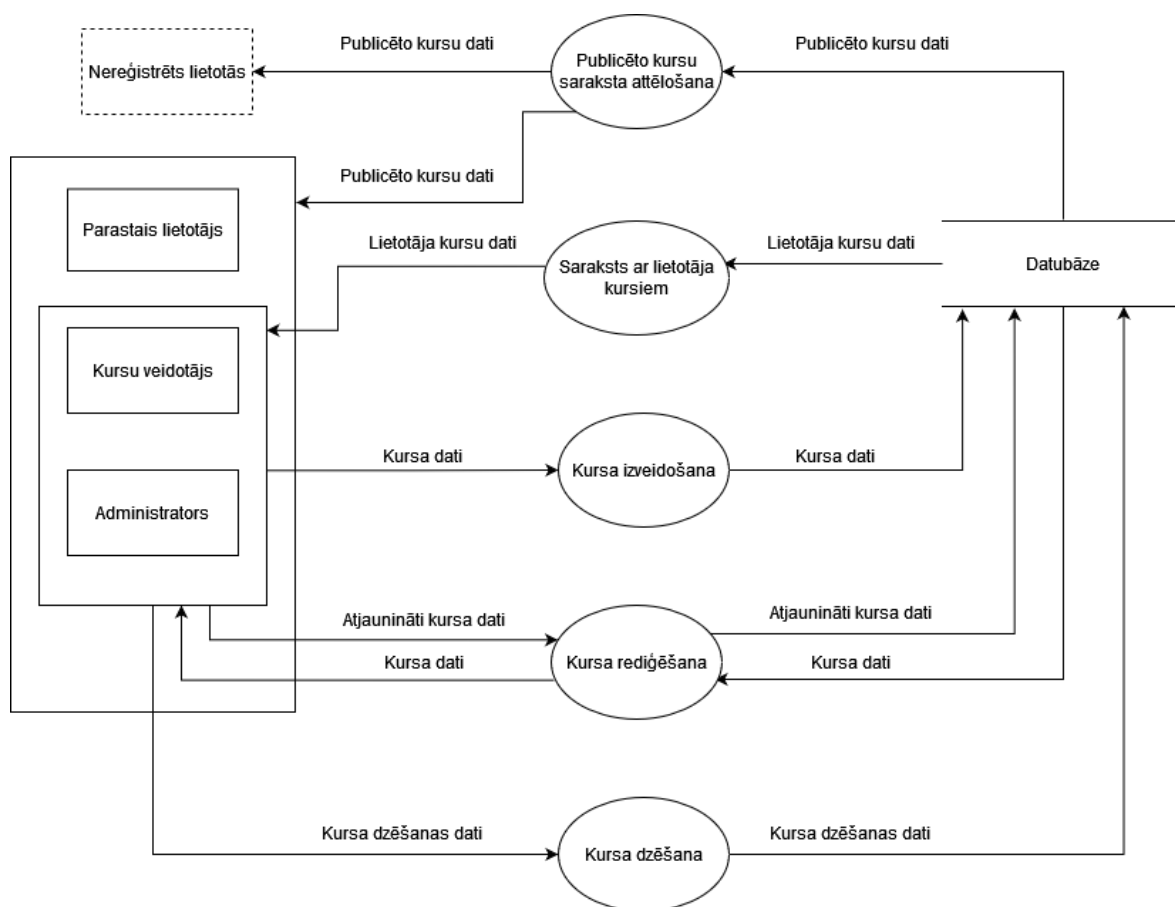 Publicēto kursu dati
Publicēto kursu dati
Nereģistrēts lietotās
Publicēto kursu
saraksta attēlošana
Publicēto kursu dati
Parastais lietotājs
Lietotāja kursu dati
Lietotāja kursu dati
Saraksts ar lietotāja
kursiem
Datubāze
Kursu veidotājs
Kursa dati
Kursa dati
Kursa izveidošana
Administrators
Atjaunināti kursa dati
Atjaunināti kursa dati
Kursa dati
Kursa rediģēšana
Kursa dati
Kursa dzēšanas dati
Kursa dzēšanas dati
Kursa dzēšana